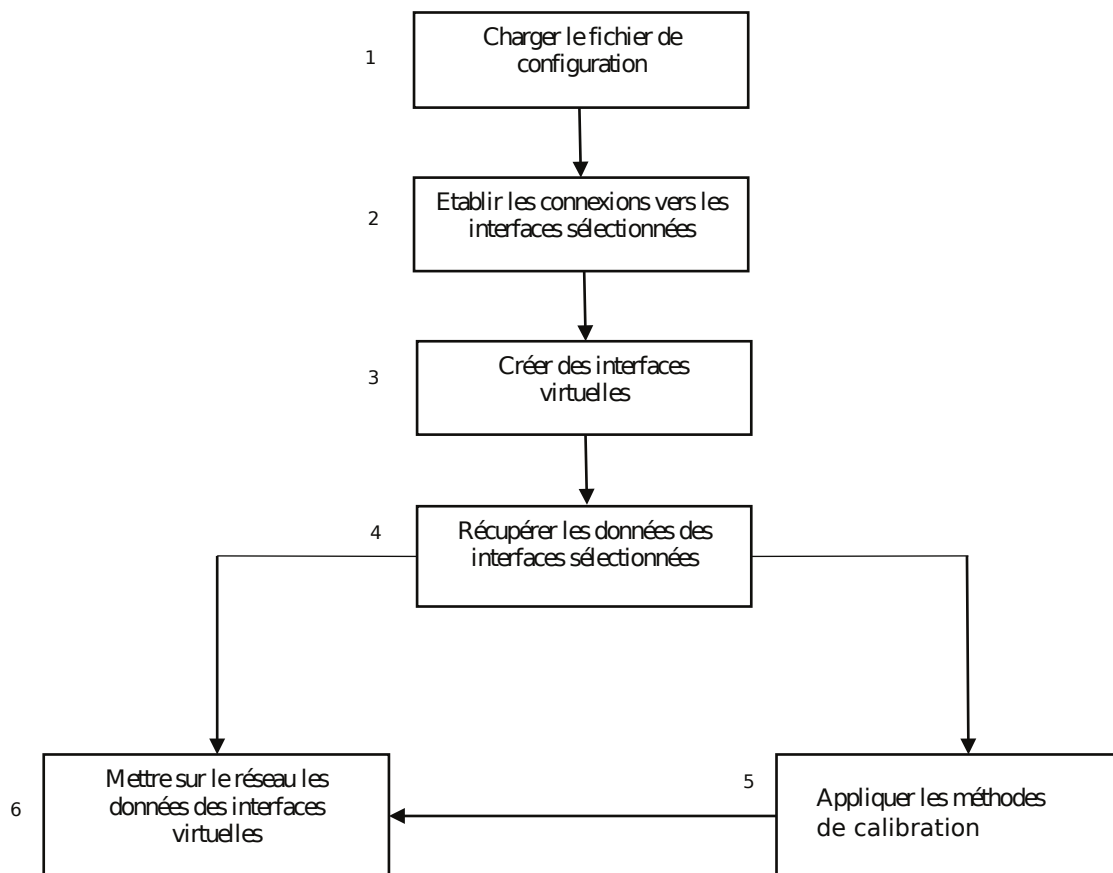 1
Charger le fichier de
configuration
2
Etablir les connexions vers les
interfaces sélectionnées
3
Créer des interfaces
virtuelles
4
Récupérer les données des
interfaces sélectionnées
5
Appliquer les méthodes
de calibration
6
Mettre sur le réseau les
données des interfaces
virtuelles